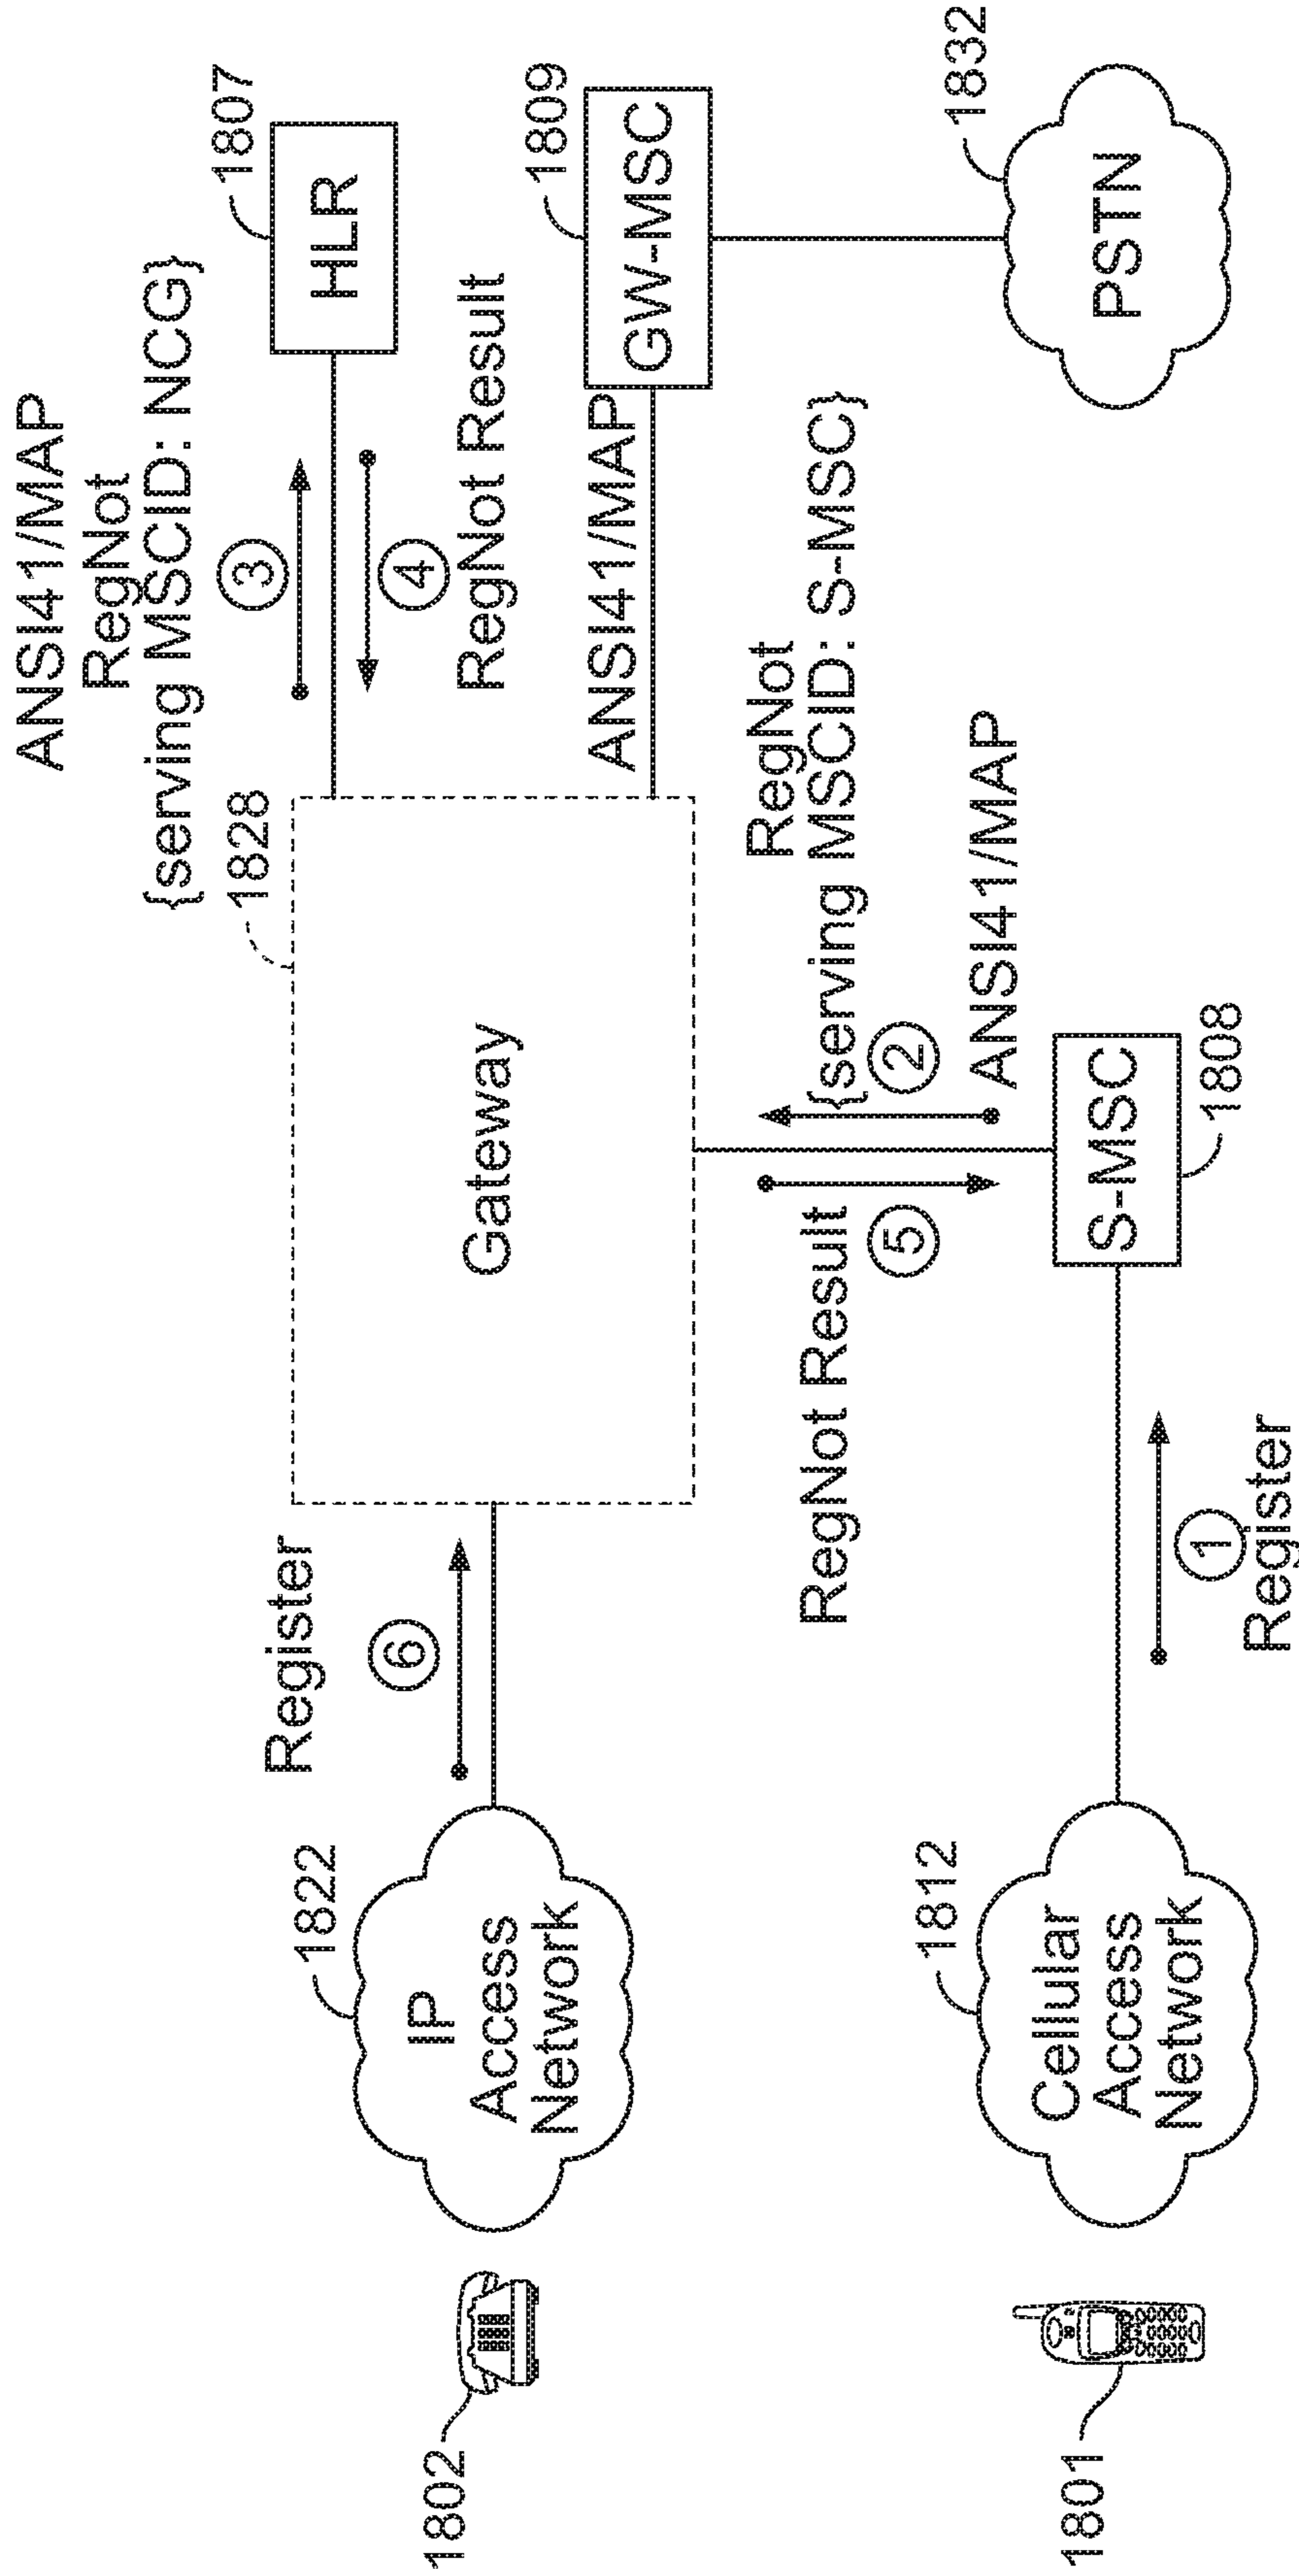 ANSI41/MAP
RegNot
{serving MSCID: NCG}
1807
3
HLR
4
RegNot Result
1828
Gateway
ANSI41/MAP
1809
GW-MSC
1832
PSTN
Register
6
1822
IP
Access
Network
1802
RegNot
{serving MSCID: S-MSC}
2
ANSI41/MAP
RegNot Result
5
S-MSC
1808
1
Register
1812
Cellular
Access
Network
1801